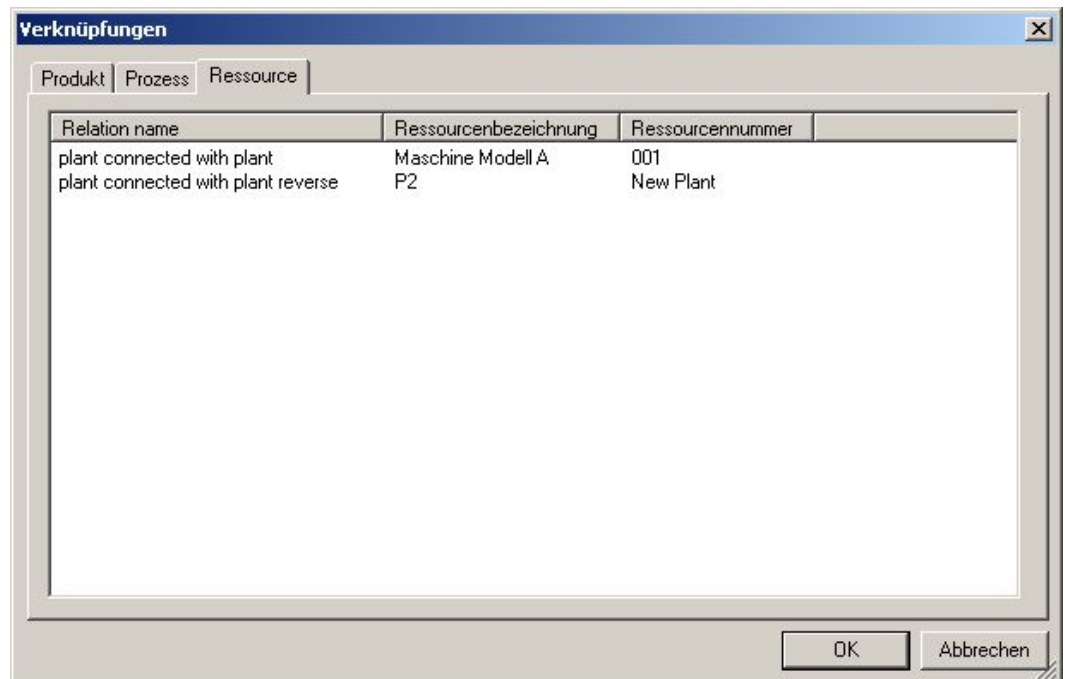 Verknüpfungen
Produkt Prozess Ressource
Relation name Ressourcenbezeichnung Ressourcennummer
plant connected with plant Maschine Modell A 001
plant connected with plant reverse P2 New Plant
OK Abbrechen